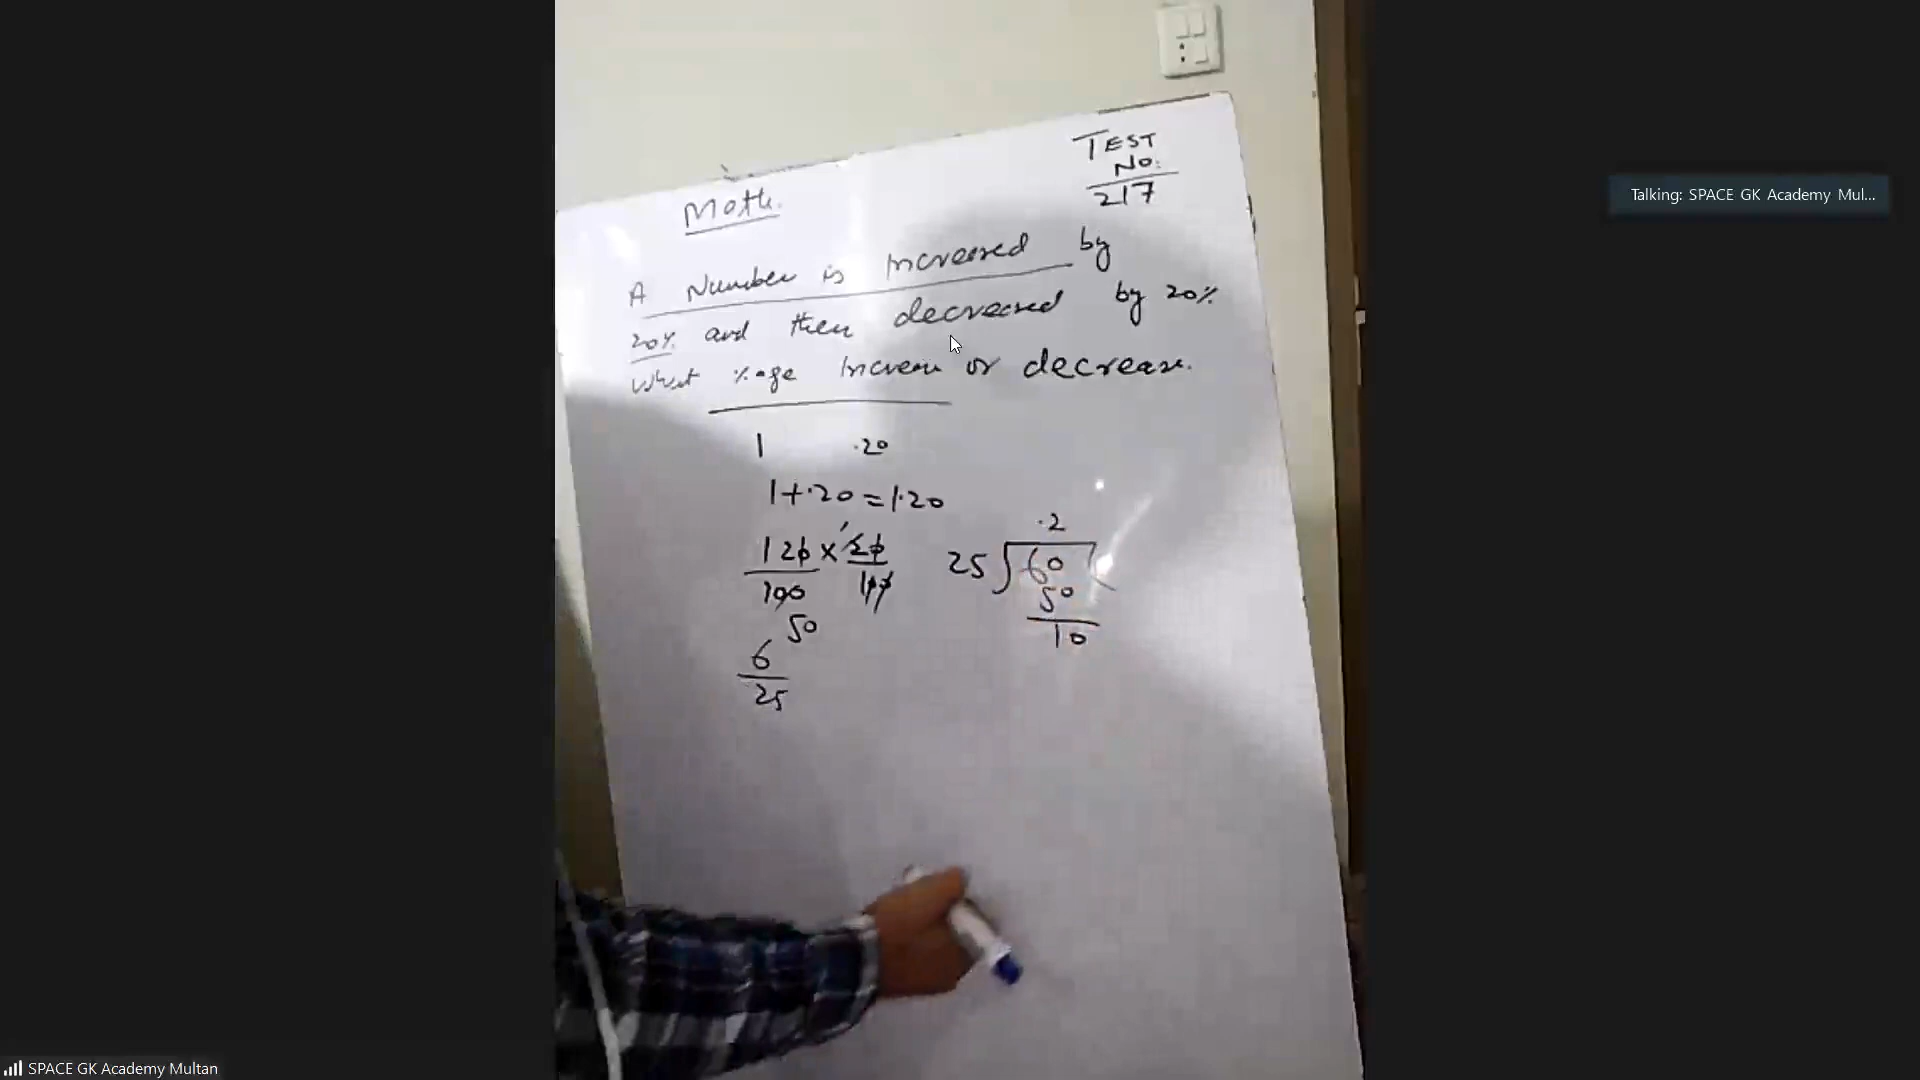 TEST
No:
217
Math.
A Number is Increased by
20% and then decreased by 20%
What %age Increase or decrease.
1 .20
1+.20=1.20
120 × 20
100 100
50
6
25
.2
25 60
50
10
Talking: SPACE GK Academy Mul...
SPACE GK Academy Multan